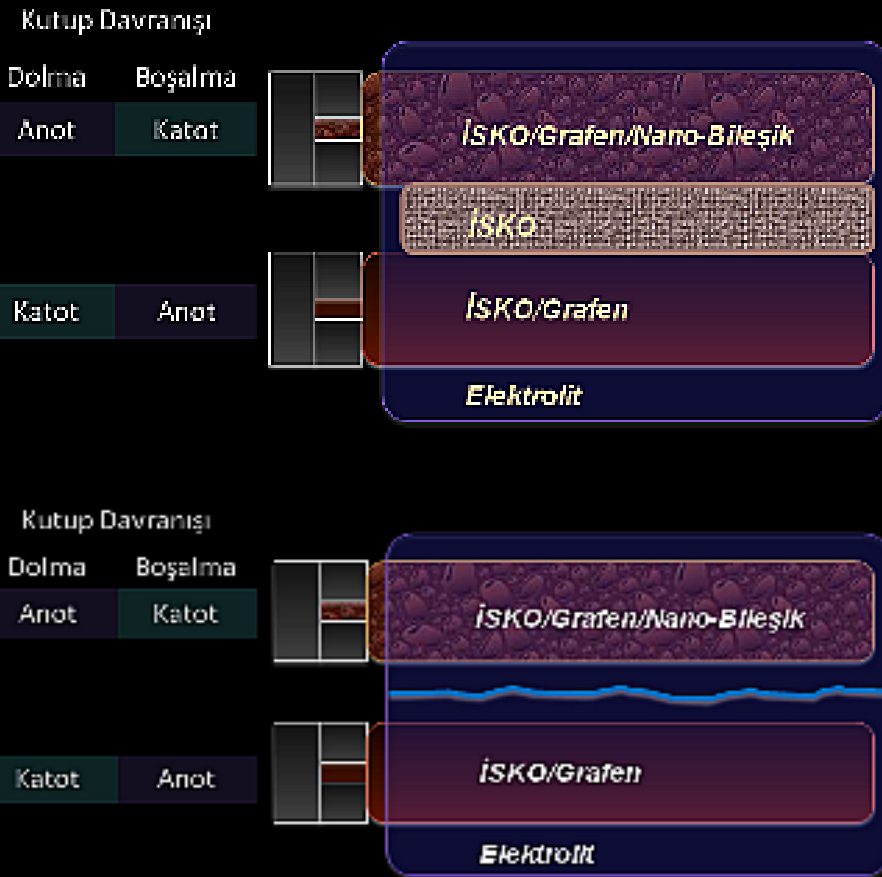 Kutup Davranışı
Dolma Boşalma
Anot Katot
İSKO/Grafen/Nano-Bileşik
İSKO
Katot Anot
İSKO/Grafen
Elektrolit
Kutup Davranışı
Dolma Boşalma
Anot Katot
İSKO/Grafen/Nano-Bileşik
Katot Anot
İSKO/Grafen
Elektrolit